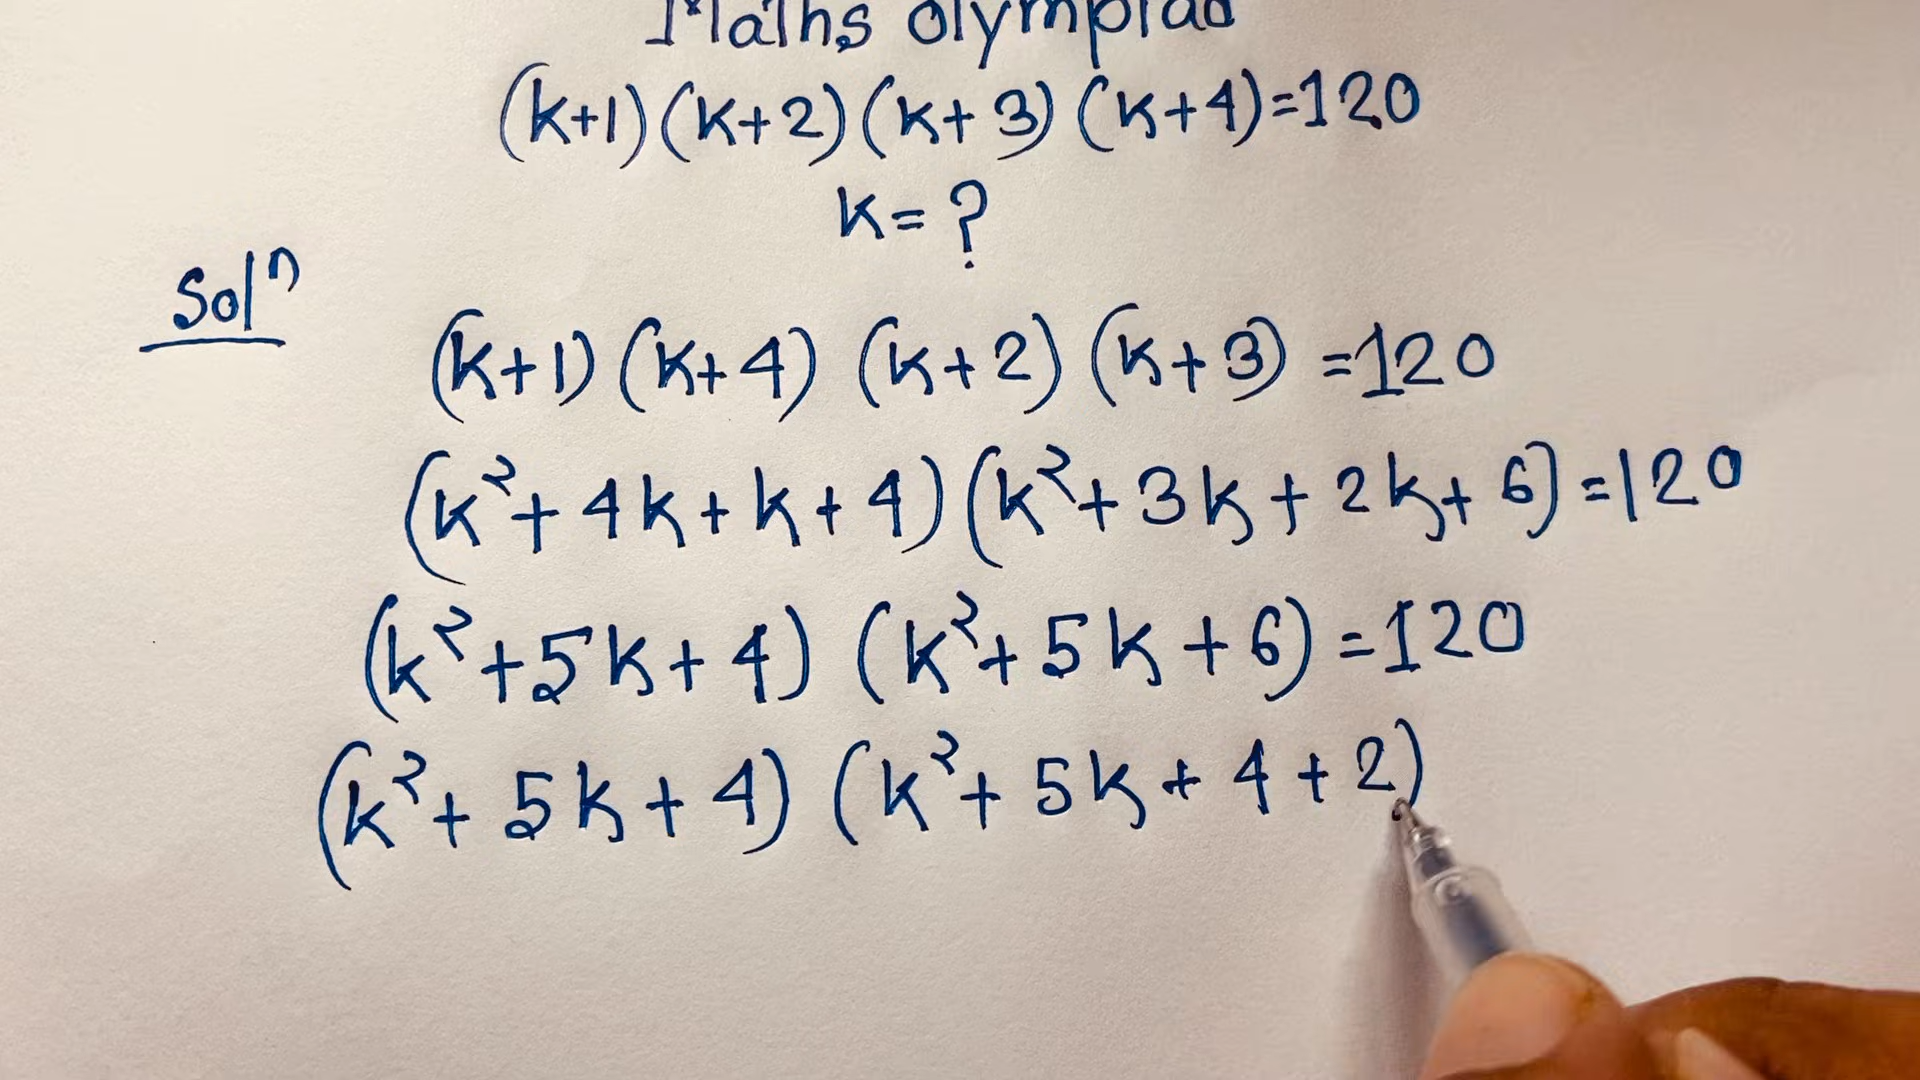 Maths Olympiad
(k+1)(k+2)(k+3)(k+4)=120
k=?
Solⁿ
(k+1)(k+4)(k+2)(k+3)=120
(k²+4k+k+4)(k²+3k+2k+6)=120
(k²+5k+4)(k²+5k+6)=120
(k²+5k+4)(k²+5k+4+2)